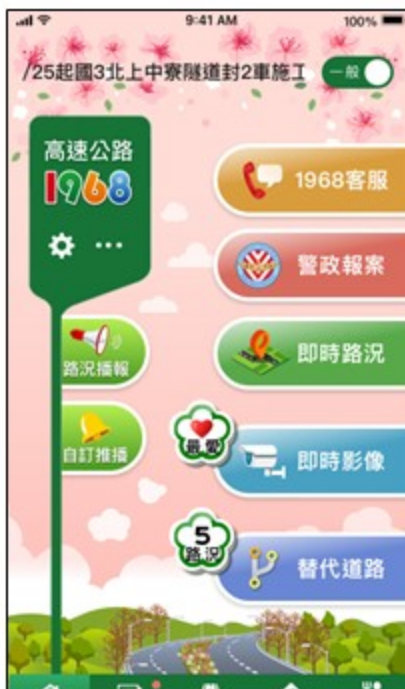 9:41 AM
100%
/25起國3北上中寮隧道封2車施工
一般
高速公路
1968
1968客服
警政報案
即時路況
路況播報
自訂推播
最愛
即時影像
5
路況
替代道路